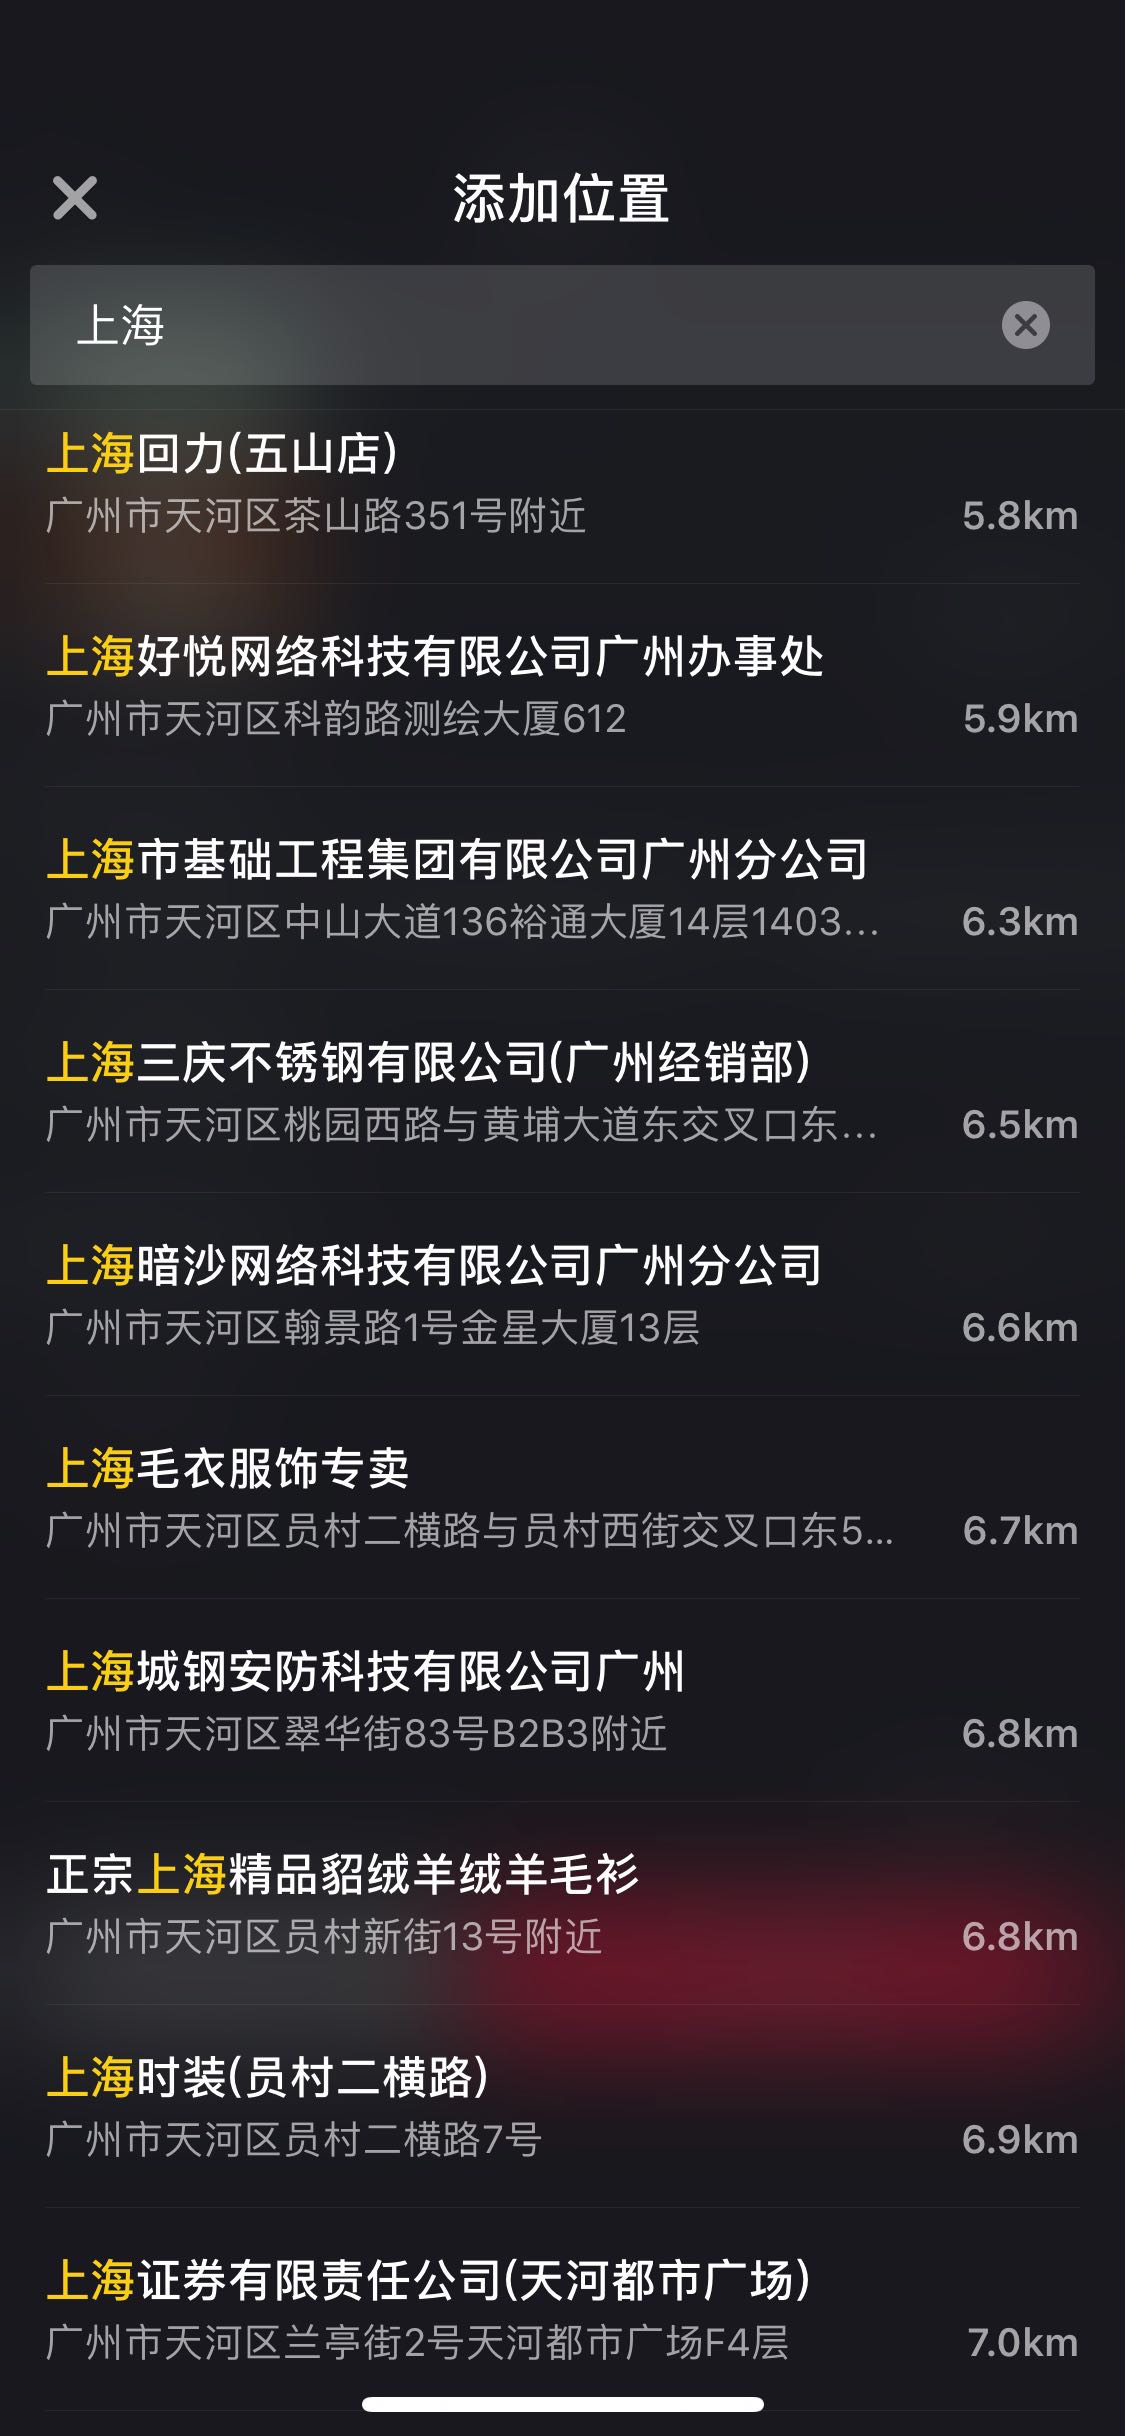 添加位置
上海
上海回力(五山店)
广州市天河区茶山路351号附近
5.8km
上海好悦网络科技有限公司广州办事处
广州市天河区科韵路测绘大厦612
5.9km
上海市基础工程集团有限公司广州分公司
广州市天河区中山大道136裕通大厦14层1403...
6.3km
上海三庆不锈钢有限公司(广州经销部)
广州市天河区桃园西路与黄埔大道东交叉口东...
6.5km
上海暗沙网络科技有限公司广州分公司
广州市天河区翰景路1号金星大厦13层
6.6km
上海毛衣服饰专卖
广州市天河区员村二横路与员村西街交叉口东5...
6.7km
上海城钢安防科技有限公司广州
广州市天河区翠华街83号B2B3附近
6.8km
正宗上海精品貂绒羊绒羊毛衫
广州市天河区员村新街13号附近
6.8km
上海时装(员村二横路)
广州市天河区员村二横路7号
6.9km
上海证券有限责任公司(天河都市广场)
广州市天河区兰亭街2号天河都市广场F4层
7.0km